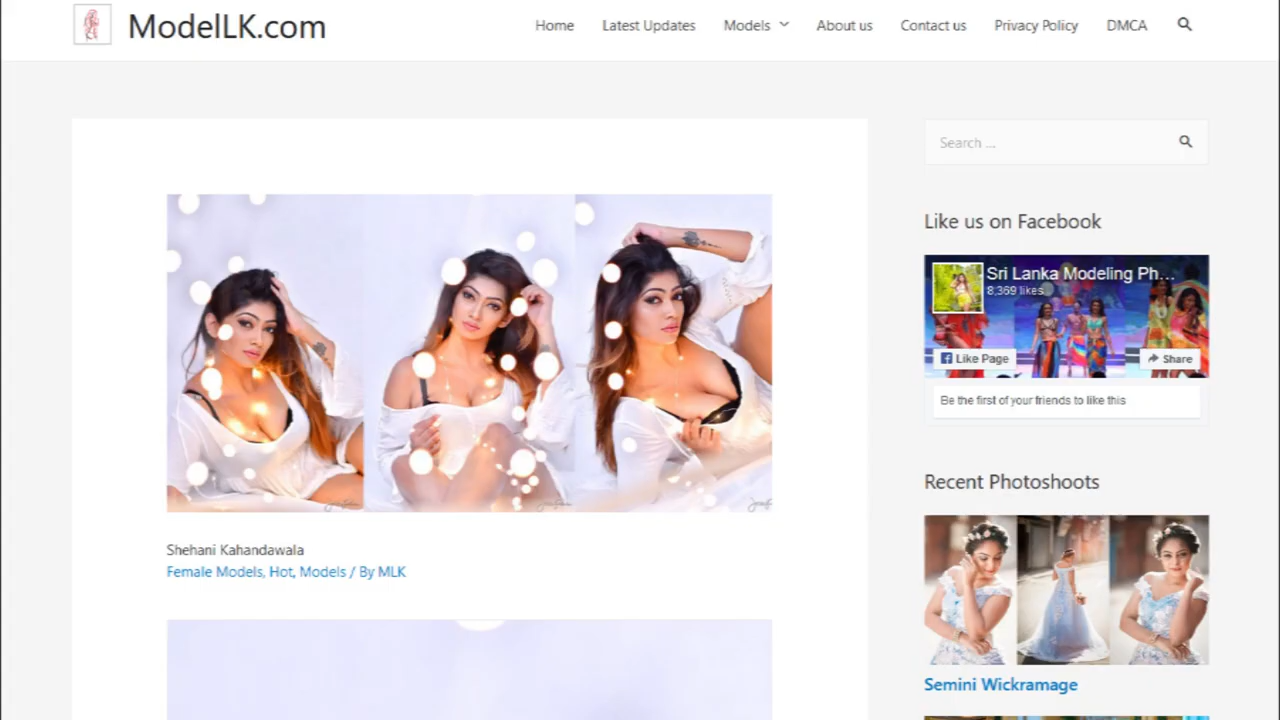 ModelLK.com
Home Latest Updates Models About us Contact us Privacy Policy DMCA
Search ...
Like us on Facebook
Sri Lanka Modeling Ph...
8,369 likes
Like Page Share
Be the first of your friends to like this
Recent Photoshoots
Shehani Kahandawala
Female Models, Hot, Models / By MLK
Semini Wickramage